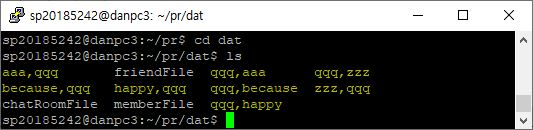 sp20185242@danpc3: ~/pr/dat
sp20185242@danpc3:~/pr$ cd dat
sp20185242@danpc3:~/pr/dat$ ls
aaa,qqq friendFile qqq,aaa qqq,zzz
because,qqq happy,qqq qqq,because zzz,qqq
chatRoomFile memberFile qqq,happy
sp20185242@danpc3:~/pr/dat$